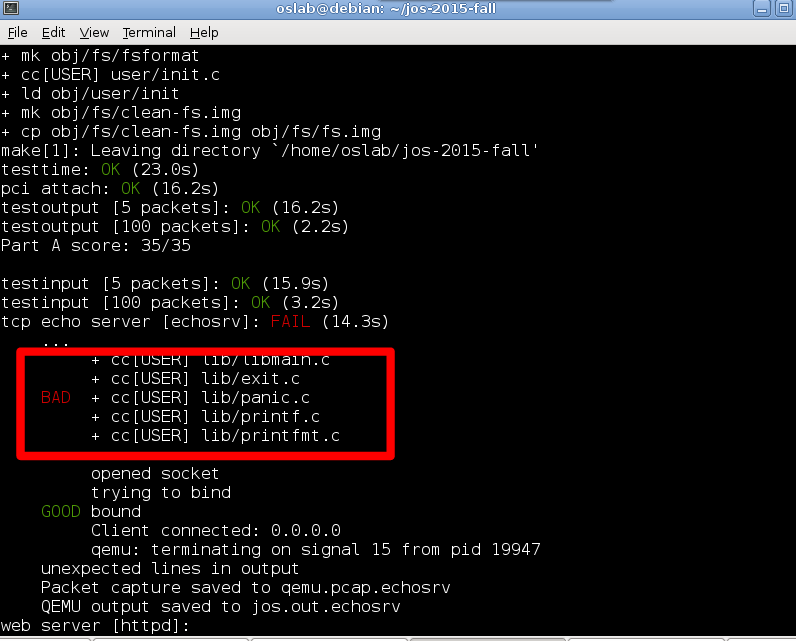 oslab@debian: ~/jos-2015-fall
File Edit View Terminal Help
+ mk obj/fs/fsformat
+ cc[USER] user/init.c
+ ld obj/user/init
+ mk obj/fs/clean-fs.img
+ cp obj/fs/clean-fs.img obj/fs/fs.img
make[1]: Leaving directory `/home/oslab/jos-2015-fall'
testtime: OK (23.0s)
pci attach: OK (16.2s)
testoutput [5 packets]: OK (16.2s)
testoutput [100 packets]: OK (2.2s)
Part A score: 35/35
testinput [5 packets]: OK (15.9s)
testinput [100 packets]: OK (3.2s)
tcp echo server [echosrv]: FAIL (14.3s)
...
+ cc[USER] lib/libmain.c
+ cc[USER] lib/exit.c
BAD + cc[USER] lib/panic.c
+ cc[USER] lib/printf.c
+ cc[USER] lib/printfmt.c
opened socket
trying to bind
GOOD bound
Client connected: 0.0.0.0
qemu: terminating on signal 15 from pid 19947
unexpected lines in output
Packet capture saved to qemu.pcap.echosrv
QEMU output saved to jos.out.echosrv
web server [httpd]: